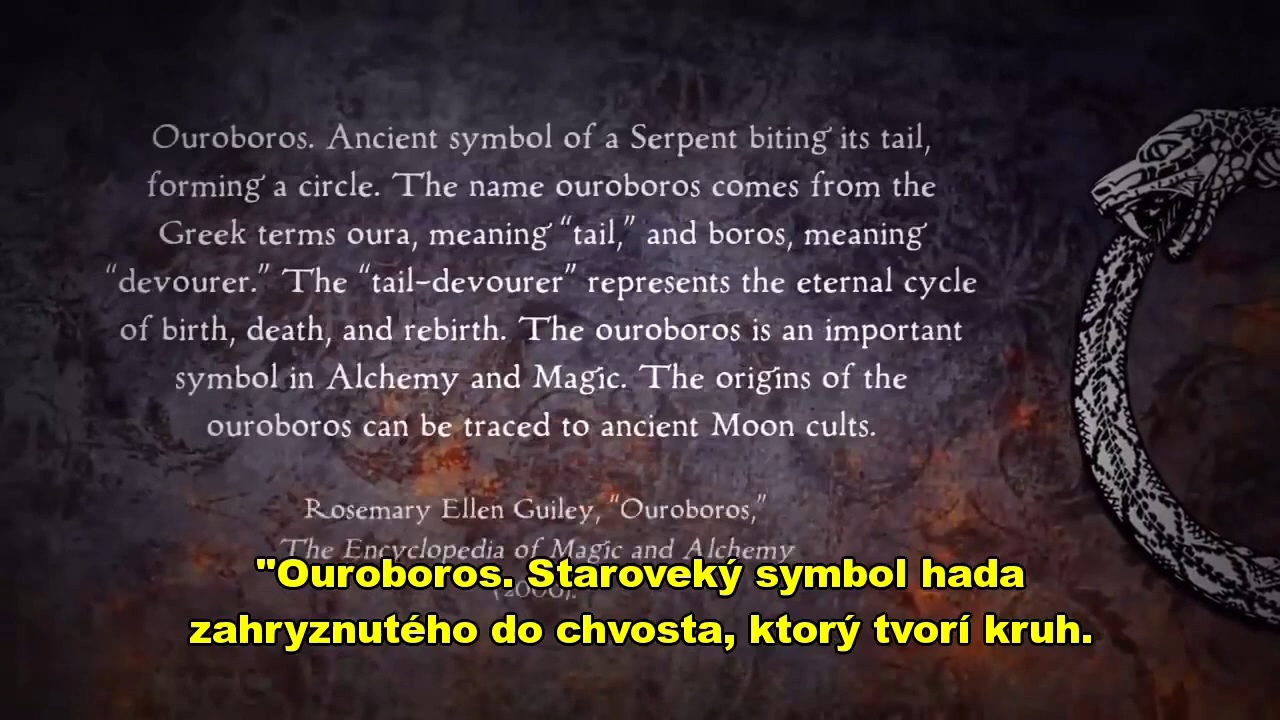 Ouroboros. Ancient symbol of a Serpent biting its tail,
forming a circle. The name ouroboros comes from the
Greek terms oura, meaning “tail,” and boros, meaning
“devourer.” The “tail-devourer” represents the eternal cycle
of birth, death, and rebirth. The ouroboros is an important
symbol in Alchemy and Magic. The origins of the
ouroboros can be traced to ancient Moon cults.
Rosemary Ellen Guiley, “Ouroboros,”
The Encyclopedia of Magic and Alchemy
"Ouroboros. Staroveký symbol hada
zahryznutého do chvosta, ktorý tvorí kruh.